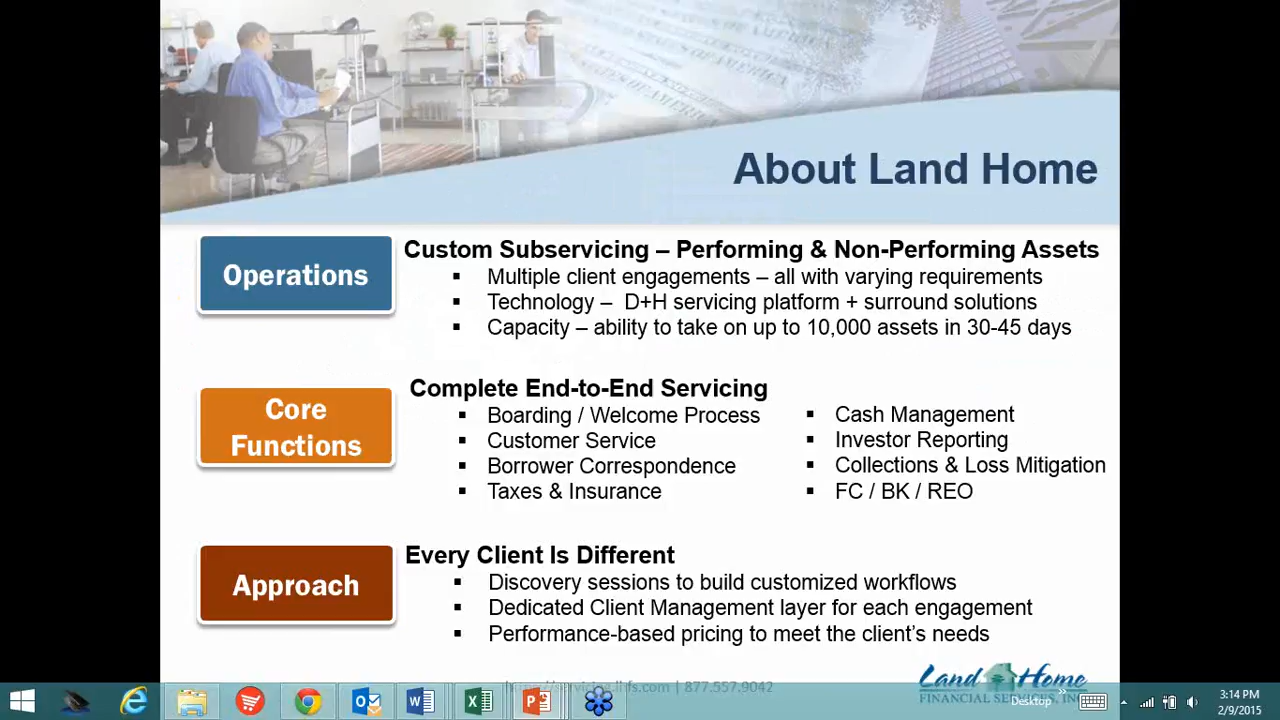 About Land Home
Operations
Custom Subservicing – Performing & Non-Performing Assets
▪ Multiple client engagements – all with varying requirements
▪ Technology – D+H servicing platform + surround solutions
▪ Capacity – ability to take on up to 10,000 assets in 30-45 days
Core
Functions
Complete End-to-End Servicing
▪ Boarding / Welcome Process
▪ Customer Service
▪ Borrower Correspondence
▪ Taxes & Insurance
▪ Cash Management
▪ Investor Reporting
▪ Collections & Loss Mitigation
▪ FC / BK / REO
Approach
Every Client Is Different
▪ Discovery sessions to build customized workflows
▪ Dedicated Client Management layer for each engagement
▪ Performance-based pricing to meet the client's needs
Land Home
FINANCIAL SERVICES, INC.
https://servicing.lhfs.com | 877.557.9042
Desktop
3:14 PM
2/9/2015